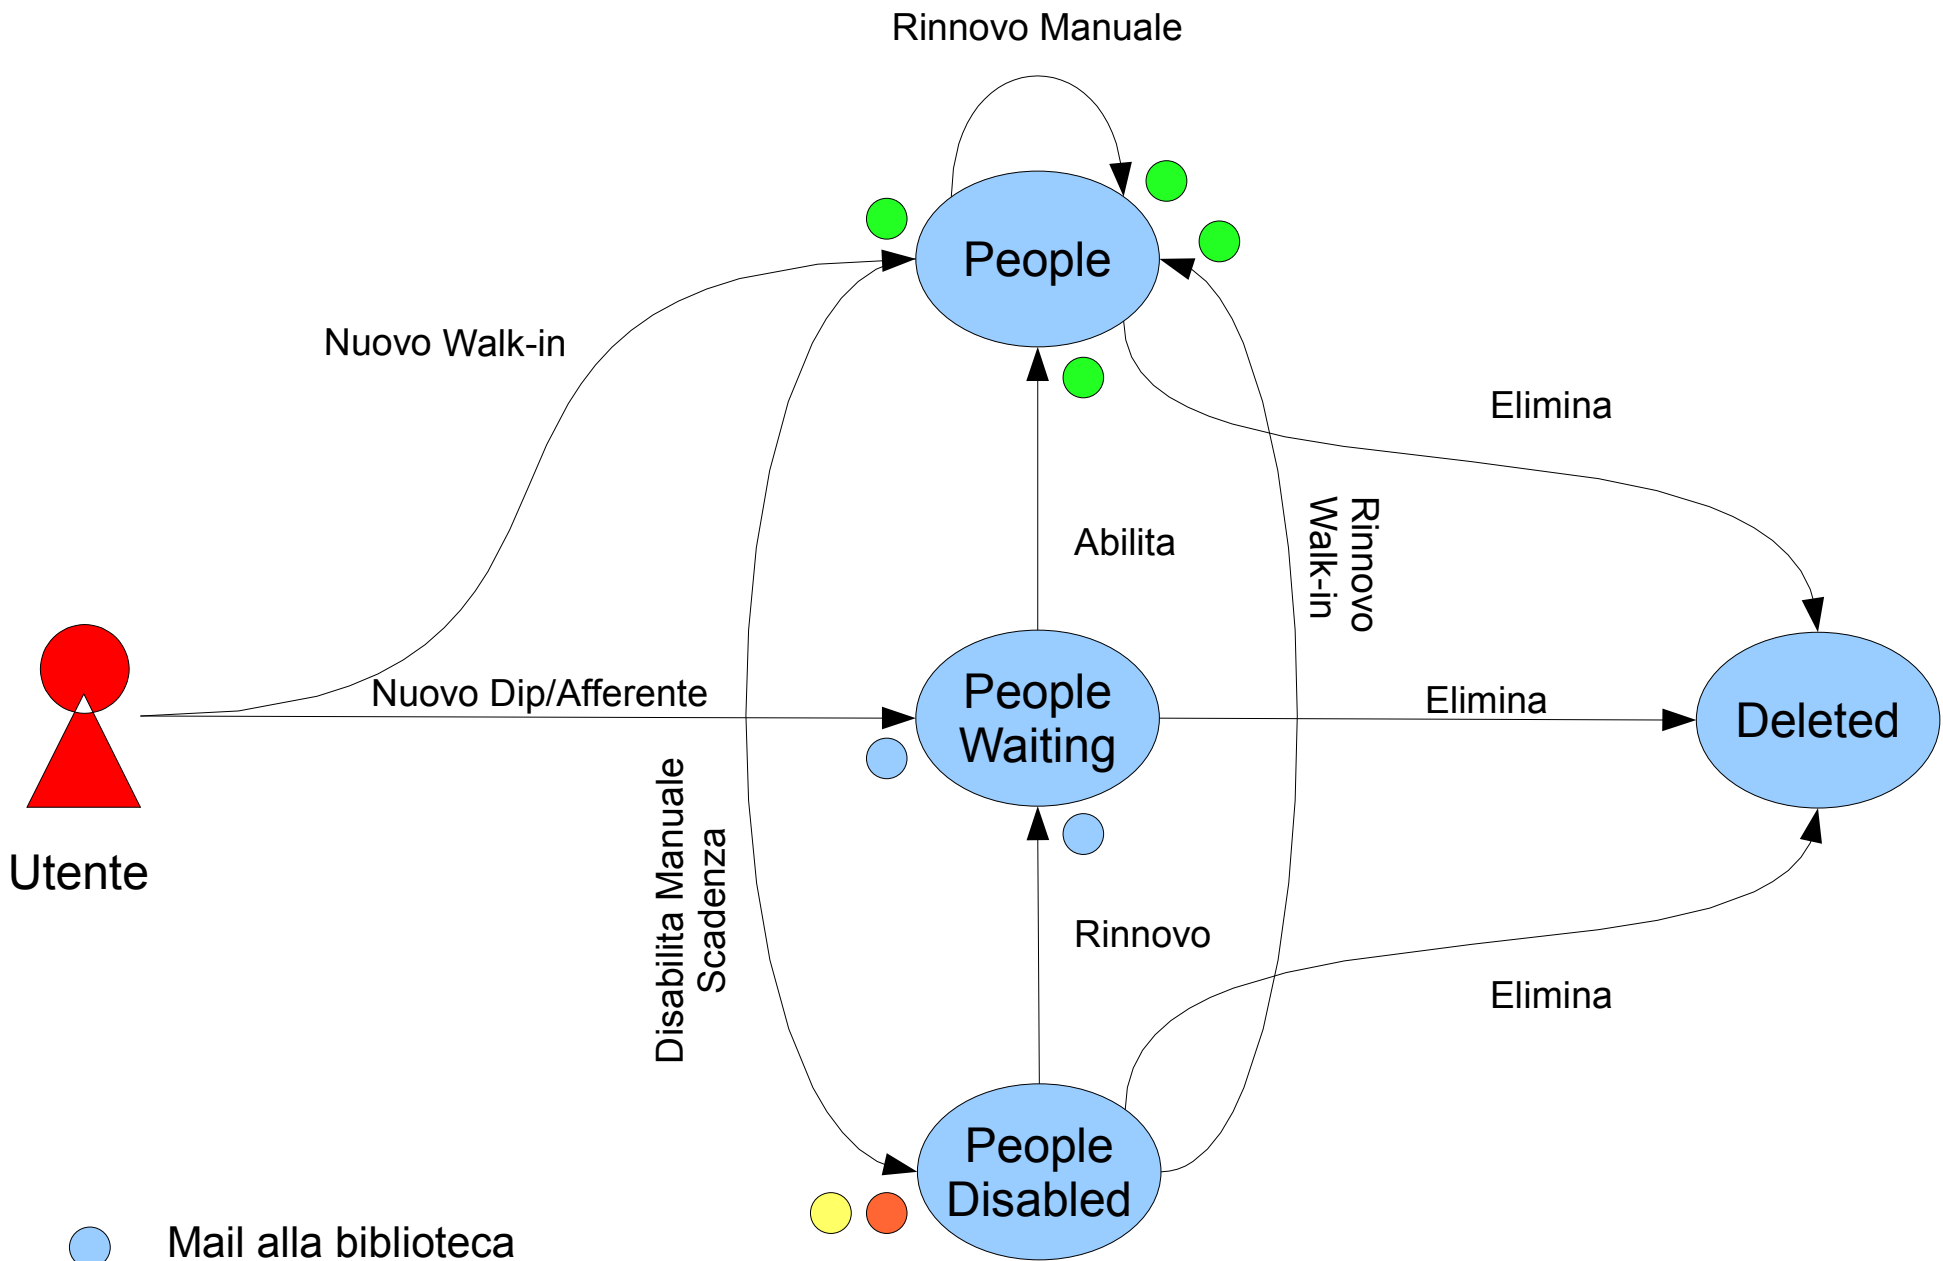 Rinnovo Manuale
People
Nuovo Walk-in
Elimina
Rinnovo
Walk-in
Abilita
People
Waiting
Nuovo Dip/Afferente
Elimina
Deleted
Utente
Disabilita Manuale
Scadenza
Rinnovo
Elimina
People
Disabled
Mail alla biblioteca